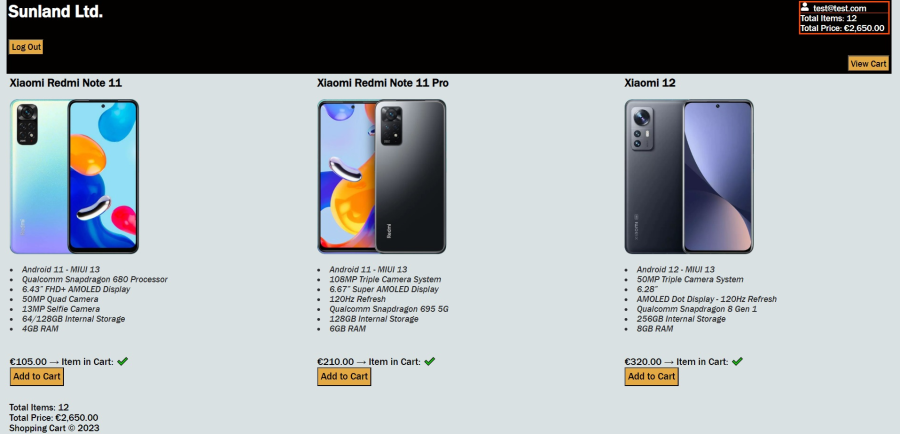 Sunland Ltd.
test@test.com
Total Items: 12
Total Price: €2,650.00
Log Out
View Cart
Xiaomi Redmi Note 11
Xiaomi Redmi Note 11 Pro
Xiaomi 12
Redmi
Android 11 - MIUI 13
Qualcomm Snapdragon 680 Processor
6.43” FHD+ AMOLED Display
50MP Quad Camera
13MP Selfie Camera
64/128GB Internal Storage
4GB RAM
Android 11 - MIUI 13
108MP Triple Camera System
6.67” Super AMOLED Display
120Hz Refresh
Qualcomm Snapdragon 695 5G
128GB Internal Storage
6GB RAM
Android 12 - MIUI 13
50MP Triple Camera System
6.28”
AMOLED Dot Display - 120Hz Refresh
Qualcomm Snapdragon 8 Gen 1
256GB Internal Storage
8GB RAM
€105.00 → Item in Cart: ✔
Add to Cart
€210.00 → Item in Cart: ✔
Add to Cart
€320.00 → Item in Cart: ✔
Add to Cart
Total Items: 12
Total Price: €2,650.00
Shopping Cart © 2023